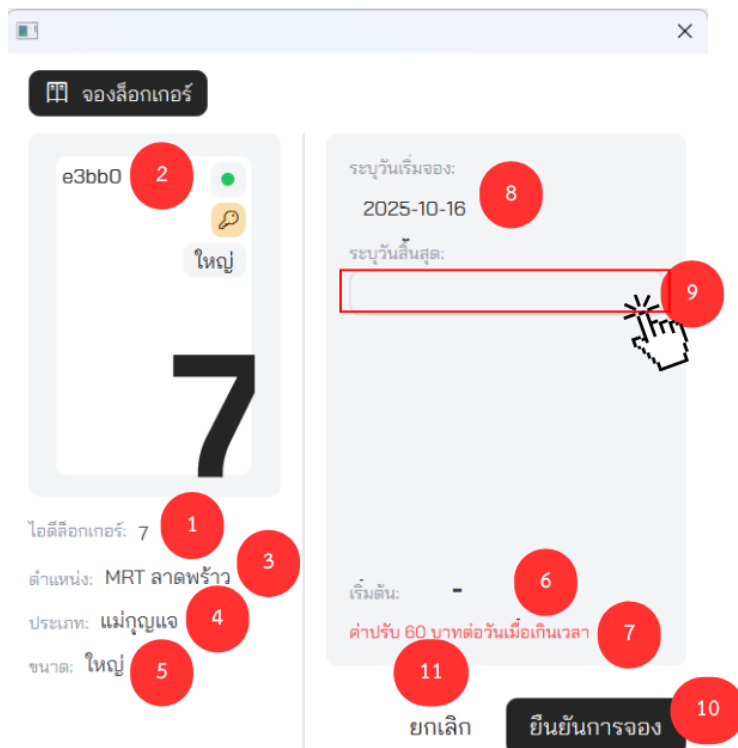 จองล็อกเกอร์
e3bb0 2
ใหญ่
7
ไอดีล็อกเกอร์: 7 1
ตำแหน่ง: MRT ลาดพร้าว 3
ประเภท: แม่กุญแจ 4
ขนาด: ใหญ่ 5
ระบุวันเริ่มจอง:
2025-10-16 8
ระบุวันสิ้นสุด:
9
เริ่มต้น: - 6
ค่าปรับ 60 บาทต่อวันเมื่อเกินเวลา 7
11
ยกเลิก
ยืนยันการจอง 10